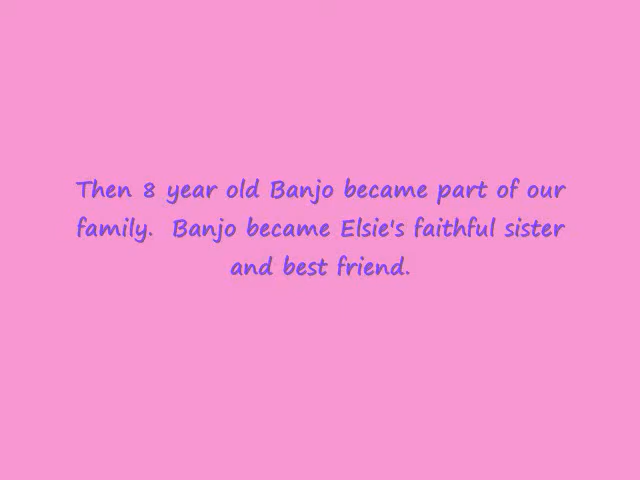 Then 8 year old Banjo became part of our
family.  Banjo became Elsie's faithful sister
and best friend.